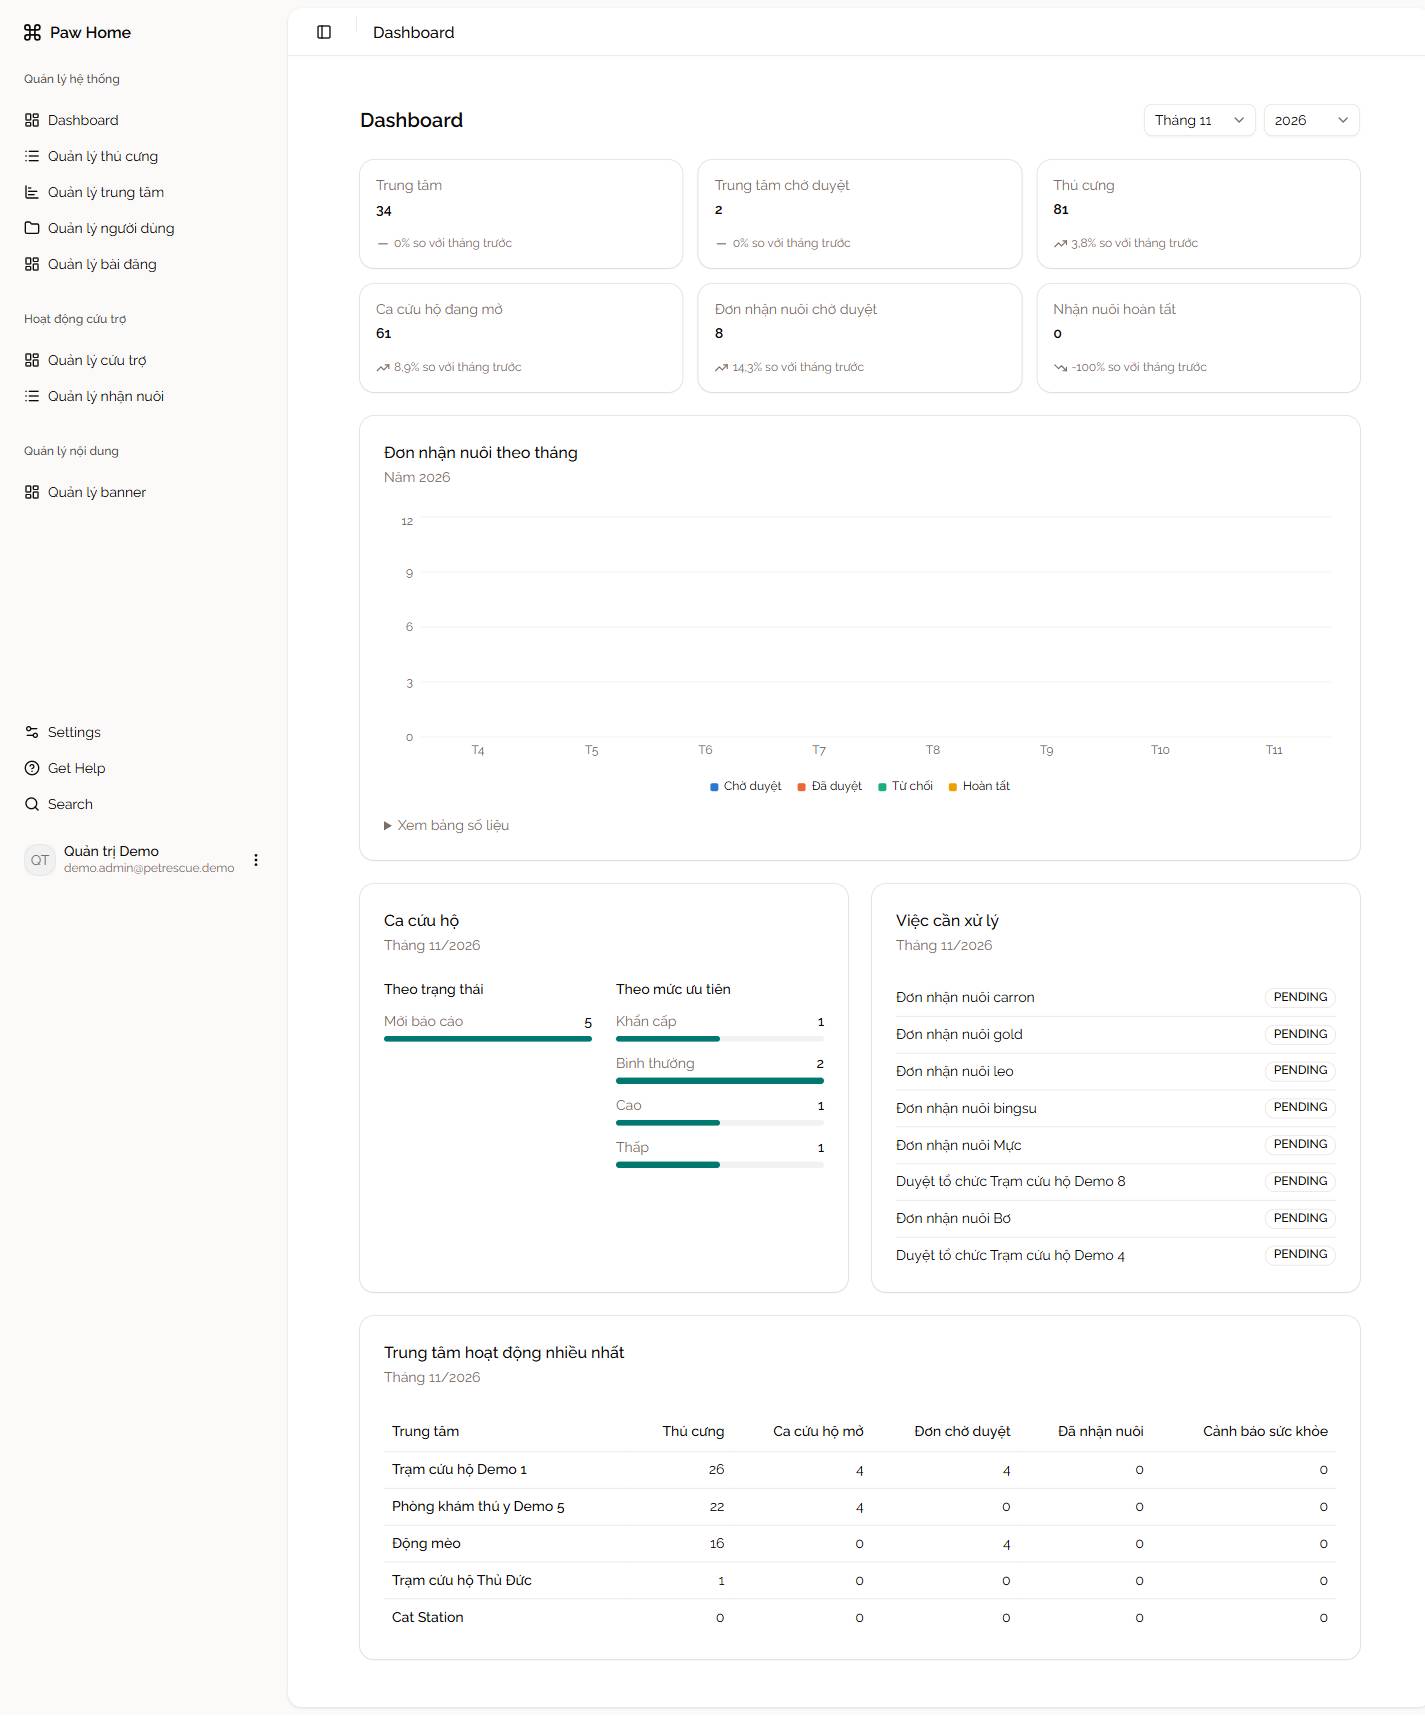 Paw Home
Quản lý hệ thống
Dashboard
Quản lý thú cưng
Quản lý trung tâm
Quản lý người dùng
Quản lý bài đăng
Hoạt động cứu trợ
Quản lý cứu trợ
Quản lý nhận nuôi
Quản lý nội dung
Quản lý banner
Settings
Get Help
Search
QT
Quản trị Demo
demo.admin@petrescue.demo
Dashboard
Dashboard
Tháng 11
2026
Trung tâm
34
0% so với tháng trước
Trung tâm chờ duyệt
2
0% so với tháng trước
Thú cưng
81
3,8% so với tháng trước
Ca cứu hộ đang mở
61
8,9% so với tháng trước
Đơn nhận nuôi chờ duyệt
8
14,3% so với tháng trước
Nhận nuôi hoàn tất
0
-100% so với tháng trước
Đơn nhận nuôi theo tháng
Năm 2026
12
9
6
3
0
T4 T5 T6 T7 T8 T9 T10 T11
Chờ duyệt Đã duyệt Từ chối Hoàn tất
Xem bảng số liệu
Ca cứu hộ
Tháng 11/2026
Theo trạng thái
Mới báo cáo 5
Theo mức ưu tiên
Khẩn cấp 1
Bình thường 2
Cao 1
Thấp 1
Việc cần xử lý
Tháng 11/2026
Đơn nhận nuôi carron PENDING
Đơn nhận nuôi gold PENDING
Đơn nhận nuôi leo PENDING
Đơn nhận nuôi bingsu PENDING
Đơn nhận nuôi Mực PENDING
Duyệt tổ chức Trạm cứu hộ Demo 8 PENDING
Đơn nhận nuôi Bơ PENDING
Duyệt tổ chức Trạm cứu hộ Demo 4 PENDING
Trung tâm hoạt động nhiều nhất
Tháng 11/2026
Trung tâm Thú cưng Ca cứu hộ mở Đơn chờ duyệt Đã nhận nuôi Cảnh báo sức khỏe
Trạm cứu hộ Demo 1 26 4 4 0 0
Phòng khám thú y Demo 5 22 4 0 0 0
Động mèo 16 0 4 0 0
Trạm cứu hộ Thủ Đức 1 0 0 0 0
Cat Station 0 0 0 0 0